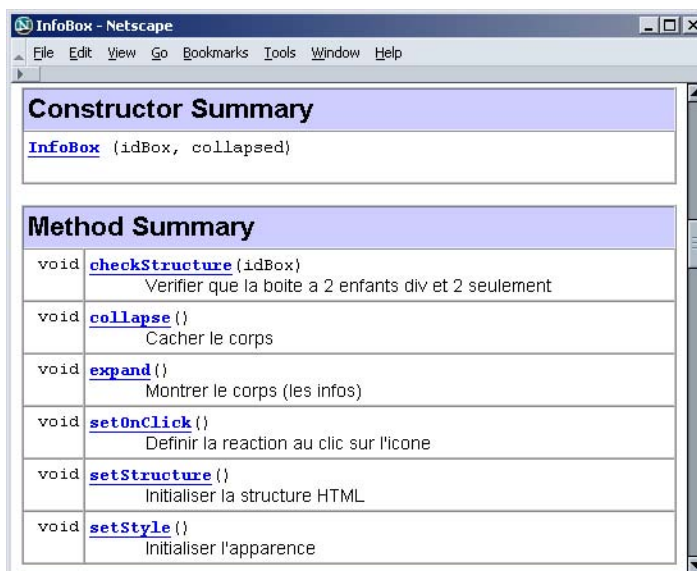 InfoBox - Netscape
File Edit View Go Bookmarks Tools Window Help
Constructor Summary
InfoBox (idBox, collapsed)
Method Summary
void checkStructure(idBox)
Verifier que la boite a 2 enfants div et 2 seulement
void collapse()
Cacher le corps
void expand()
Montrer le corps (les infos)
void setOnClick()
Definir la reaction au clic sur l'icone
void setStructure()
Initialiser la structure HTML
void setStyle()
Initialiser l'apparence